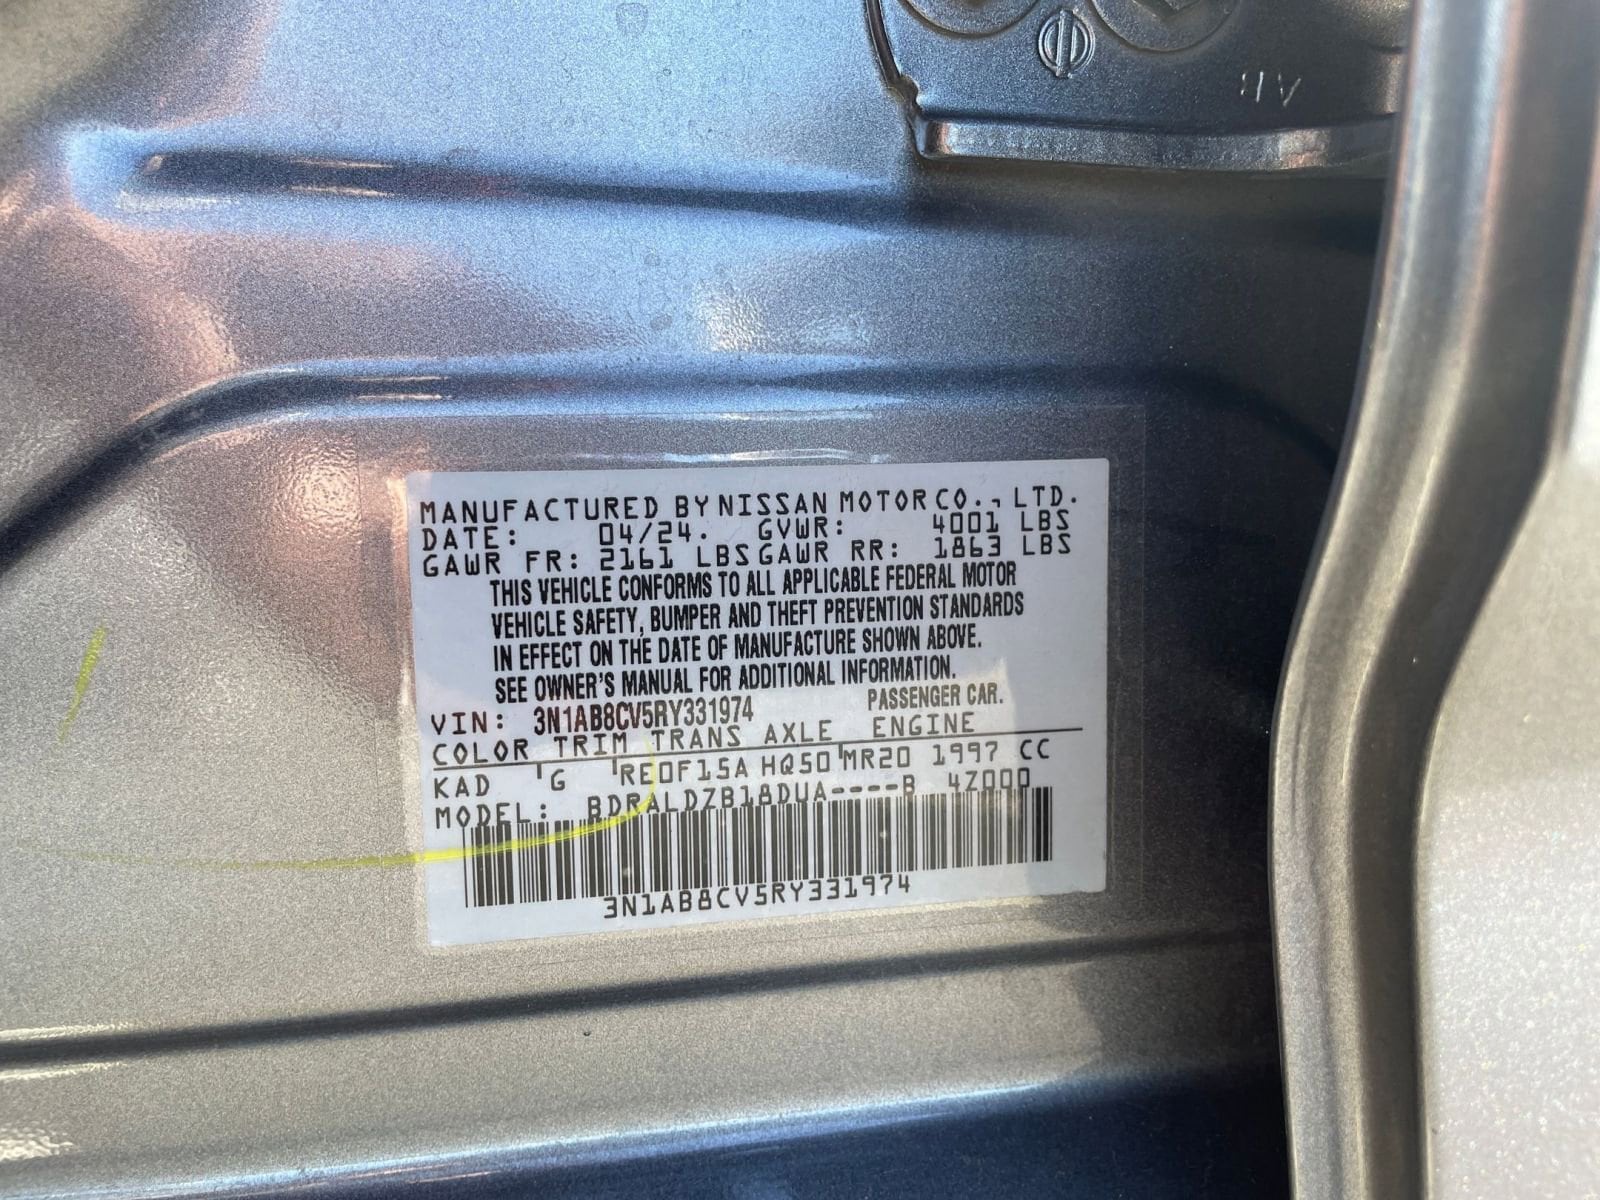 MANUFACTURED BY NISSAN MOTOR CO., LTD.
DATE: 04/24. GVWR: 4001 LBS
GAWR FR: 2161 LBS GAWR RR: 1863 LBS
THIS VEHICLE CONFORMS TO ALL APPLICABLE FEDERAL MOTOR
VEHICLE SAFETY, BUMPER AND THEFT PREVENTION STANDARDS
IN EFFECT ON THE DATE OF MANUFACTURE SHOWN ABOVE.
SEE OWNER'S MANUAL FOR ADDITIONAL INFORMATION.
VIN: 3N1AB8CV5RY331974 PASSENGER CAR.
COLOR TRIM TRANS AXLE ENGINE
KAD G RE0F15A HQ50 MR20 1997 CC
MODEL: BDRALDZB18DUA----B 4Z000
3N1AB8CV5RY331974